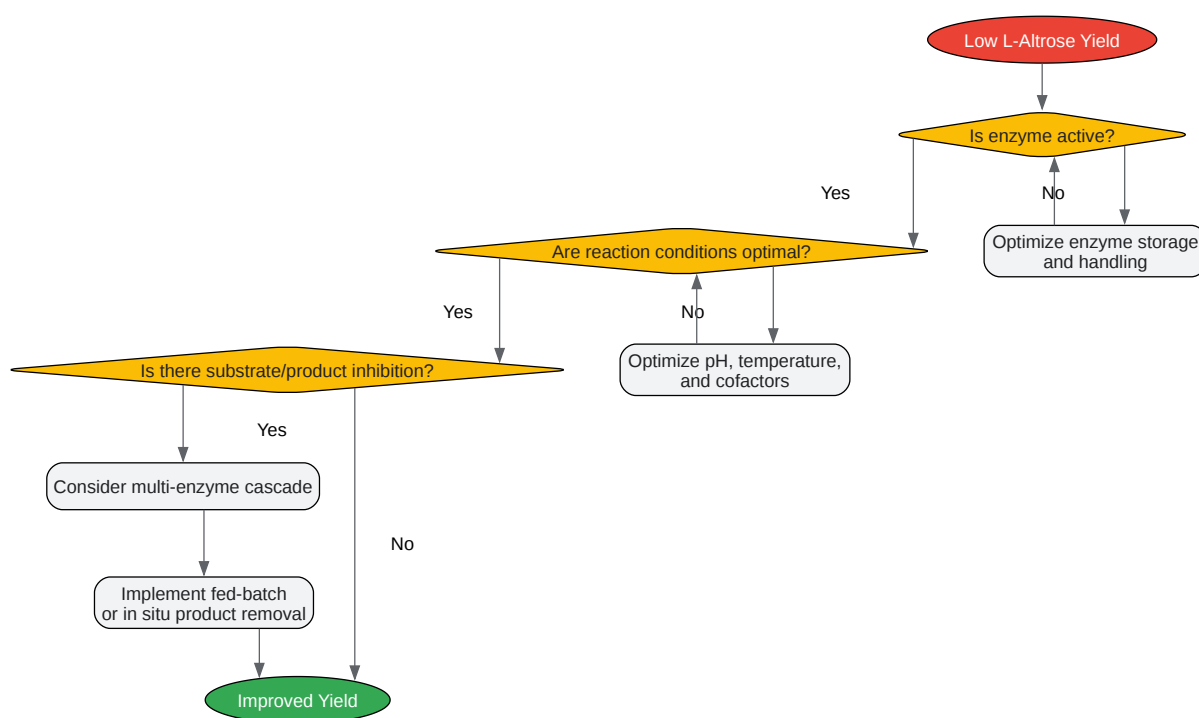 Low L-Altrose Yield
Is enzyme active?
Yes
No
Optimize enzyme storage
and handling
Are reaction conditions optimal?
Yes
No
Optimize pH, temperature,
and cofactors
Is there substrate/product inhibition?
Yes
Consider multi-enzyme cascade
No
Implement fed-batch
or in situ product removal
Improved Yield